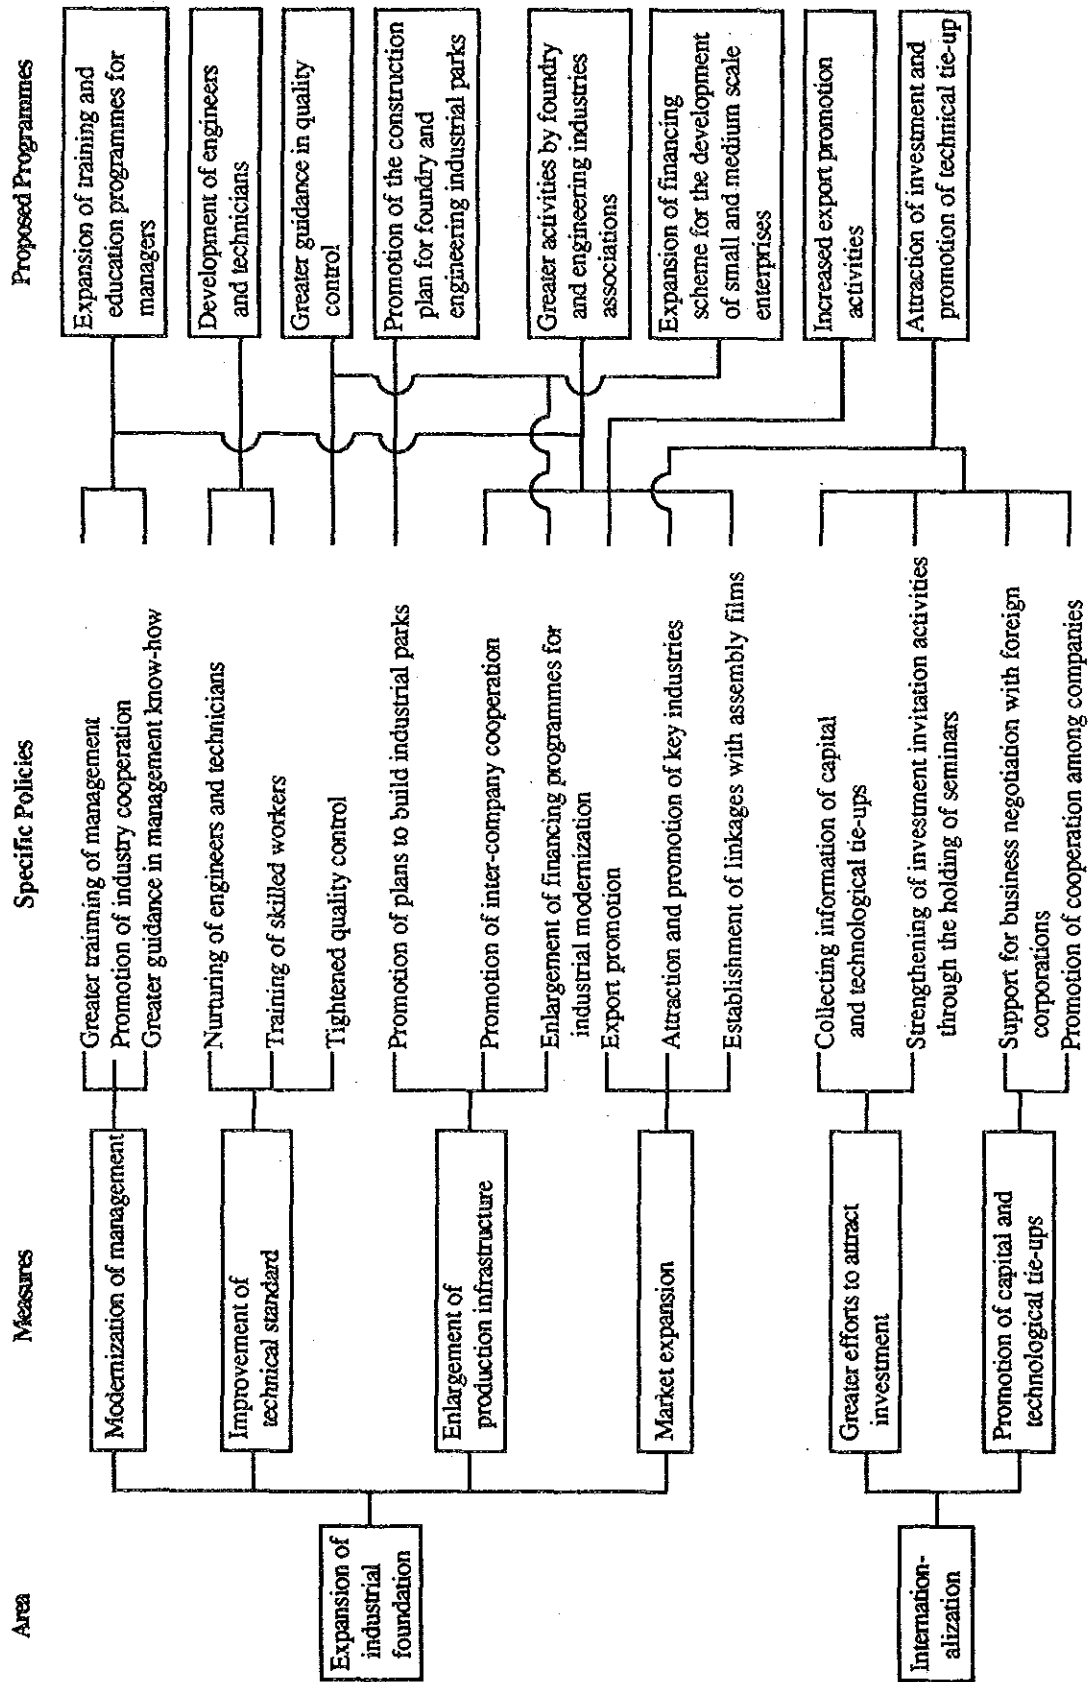 Area
Measures
Specific Policies
Proposed Programmes
Expansion of
industrial
foundation
Internation-
alization
Modernization of management
Improvement of
technical standard
Enlargement of
production infrastructure
Market expansion
Greater efforts to attract
investment
Promotion of capital and
technological tie-ups
Greater trainning of management
Promotion of industry cooperation
Greater guidance in management know-how
Nurturing of engineers and technicians
Training of skilled workers
Tightened quality control
Promotion of plans to build industrial parks
Promotion of inter-company cooperation
Enlargement of financing programmes for
industrial modernization
Export promotion
Attraction and promotion of key industries
Establishment of linkages with assembly films
Collecting information of capital
and technological tie-ups
Strengthening of investment invitation activities
through the holding of seminars
Support for business negotiation with foreign
corporations
Promotion of cooperation among companies
Expansion of training and
education programmes for
managers
Development of engineers
and technicians
Greater guidance in quality
control
Promotion of the construction
plan for foundry and
engineering industrial parks
Greater activities by foundry
and engineering industries
associations
Expansion of financing
scheme for the development
of small and medium scale
enterprises
Increased export promotion
activities
Attraction of investment and
promotion of technical tie-up